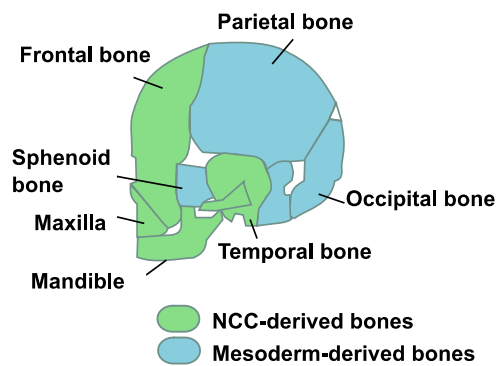 Parietal bone
Frontal bone
Sphenoid
bone
Occipital bone
Maxilla
Temporal bone
Mandible
NCC-derived bones
Mesoderm-derived bones